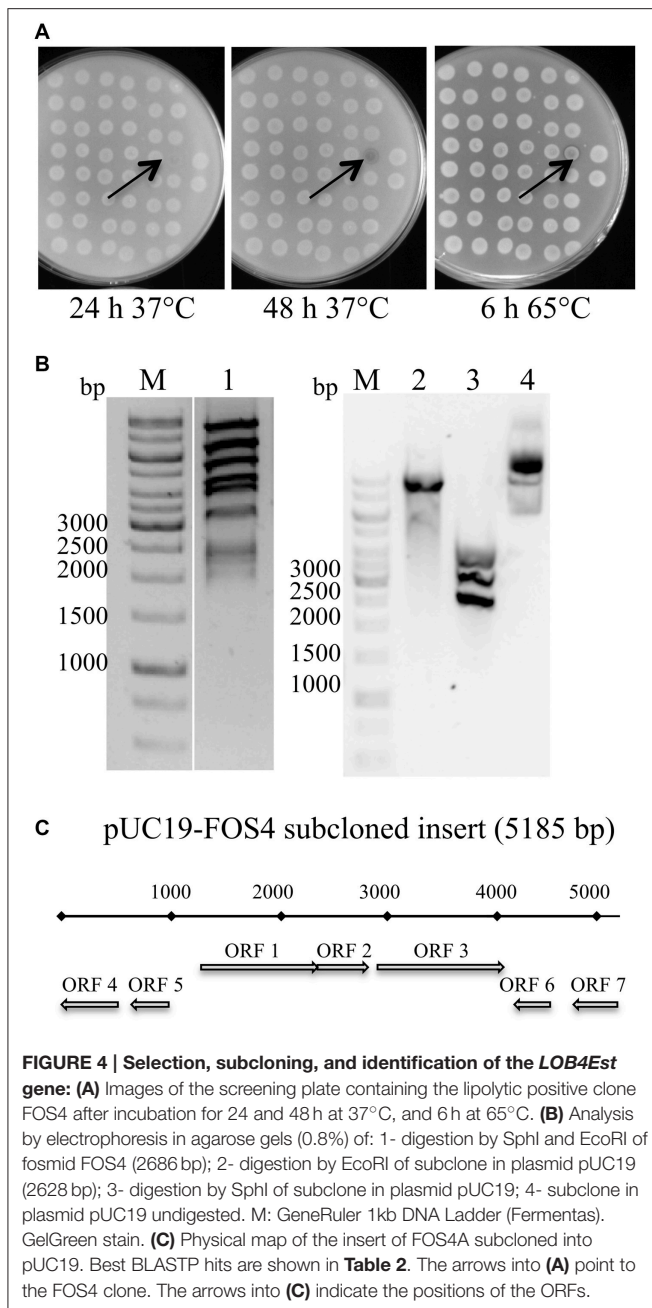 A
24 h 37°C 48 h 37°C 6 h 65°C
B
bp M 1 bp M 2 3 4
3000
2500
2000
1500
1000
3000
2500
2000
1500
1000
C pUC19-FOS4 subcloned insert (5185 bp)
1000 2000 3000 4000 5000
ORF 1 ORF 2 ORF 3
ORF 4 ORF 5 ORF 6 ORF 7
FIGURE 4 | Selection, subcloning, and identification of the LOB4Est
gene: (A) Images of the screening plate containing the lipolytic positive clone
FOS4 after incubation for 24 and 48 h at 37°C, and 6 h at 65°C. (B) Analysis
by electrophoresis in agarose gels (0.8%) of: 1- digestion by SphI and EcoRI of
fosmid FOS4 (2686 bp); 2- digestion by EcoRI of subclone in plasmid pUC19
(2628 bp); 3- digestion by SphI of subclone in plasmid pUC19; 4- subclone in
plasmid pUC19 undigested. M: GeneRuler 1kb DNA Ladder (Fermentas).
GelGreen stain. (C) Physical map of the insert of FOS4A subcloned into
pUC19. Best BLASTP hits are shown in Table 2. The arrows into (A) point to
the FOS4 clone. The arrows into (C) indicate the positions of the ORFs.